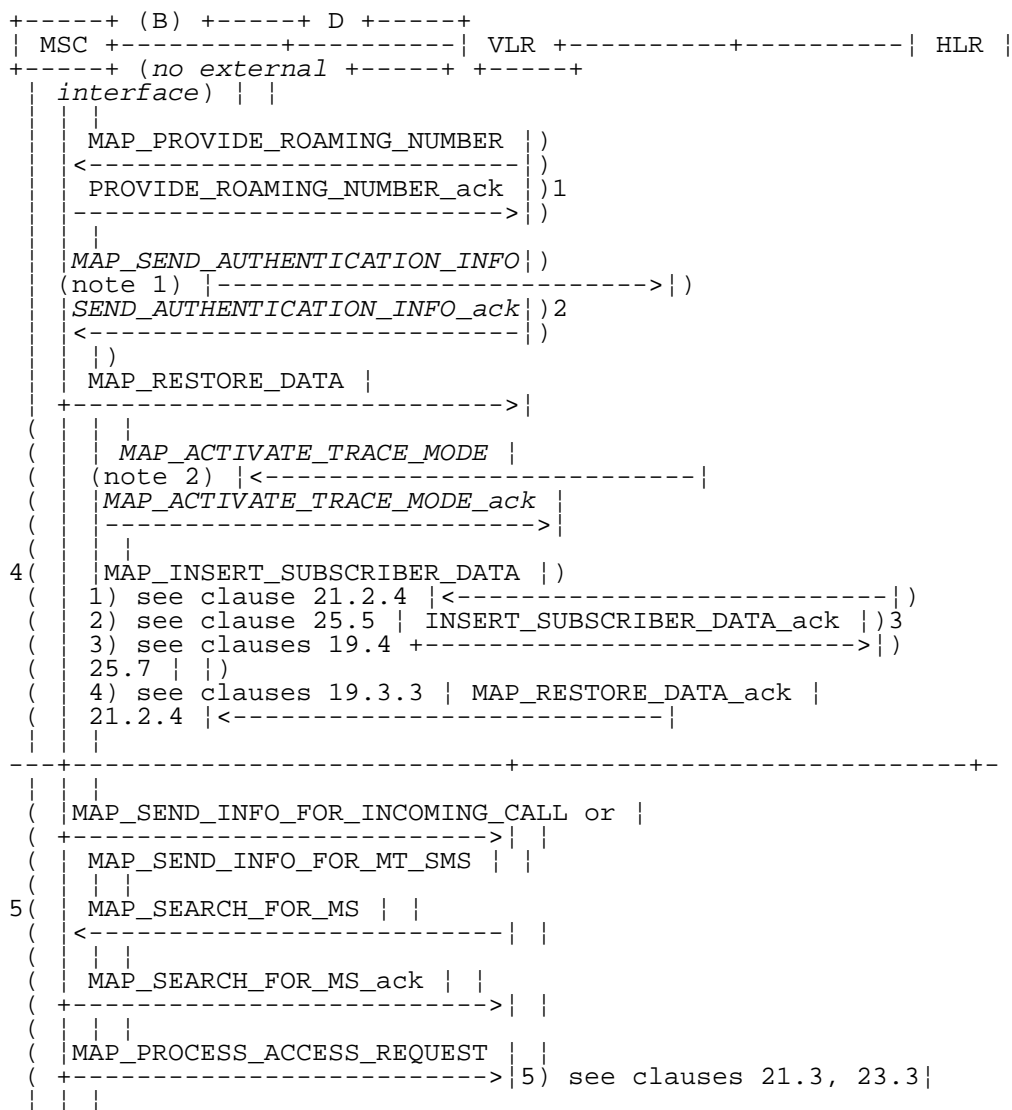 +-----+ (B) +-----+ D +-----+
¦ MSC +----------+----------¦ VLR +----------+----------¦ HLR ¦
+-----+ (no external +-----+ +-----+
¦ interface) ¦ ¦
¦ ¦ ¦
¦ ¦ MAP_PROVIDE_ROAMING_NUMBER ¦)
¦ ¦<---------------------------¦)
¦ ¦ PROVIDE_ROAMING_NUMBER_ack ¦)1
¦ ¦--------------------------->¦)
¦ ¦ ¦
¦ ¦MAP_SEND_AUTHENTICATION_INFO¦)
¦ (note 1) ¦--------------------------->¦)
¦ ¦SEND_AUTHENTICATION_INFO_ack¦)2
¦ ¦<---------------------------¦)
¦ ¦ ¦)
¦ ¦ MAP_RESTORE_DATA ¦
¦ +--------------------------->¦
( ¦ ¦ ¦
( ¦ ¦ MAP_ACTIVATE_TRACE_MODE ¦
( ¦ (note 2) ¦<---------------------------¦
( ¦ ¦MAP_ACTIVATE_TRACE_MODE_ack ¦
( ¦ ¦--------------------------->¦
( ¦ ¦ ¦
4( ¦ ¦MAP_INSERT_SUBSCRIBER_DATA ¦)
( ¦ 1) see clause 21.2.4 ¦<---------------------------¦)
( ¦ 2) see clause 25.5 ¦ INSERT_SUBSCRIBER_DATA_ack ¦)3
( ¦ 3) see clauses 19.4 +--------------------------->¦)
( ¦ 25.7 ¦ ¦)
( ¦ 4) see clauses 19.3.3 ¦ MAP_RESTORE_DATA_ack ¦
( ¦ 21.2.4 ¦<---------------------------¦
¦ ¦ ¦
---+---------------------------+----------------------------+-
¦ ¦ ¦
( ¦MAP_SEND_INFO_FOR_INCOMING_CALL or ¦
( +-------------------------->¦ ¦
( ¦ MAP_SEND_INFO_FOR_MT_SMS ¦ ¦
( ¦ ¦ ¦
5( ¦ MAP_SEARCH_FOR_MS ¦ ¦
( ¦<--------------------------¦ ¦
( ¦ ¦ ¦
( ¦ MAP_SEARCH_FOR_MS_ack ¦ ¦
( +-------------------------->¦ ¦
( ¦ ¦ ¦
( ¦MAP_PROCESS_ACCESS_REQUEST ¦ ¦
( +-------------------------->¦5) see clauses 21.3, 23.3¦
¦ ¦ ¦